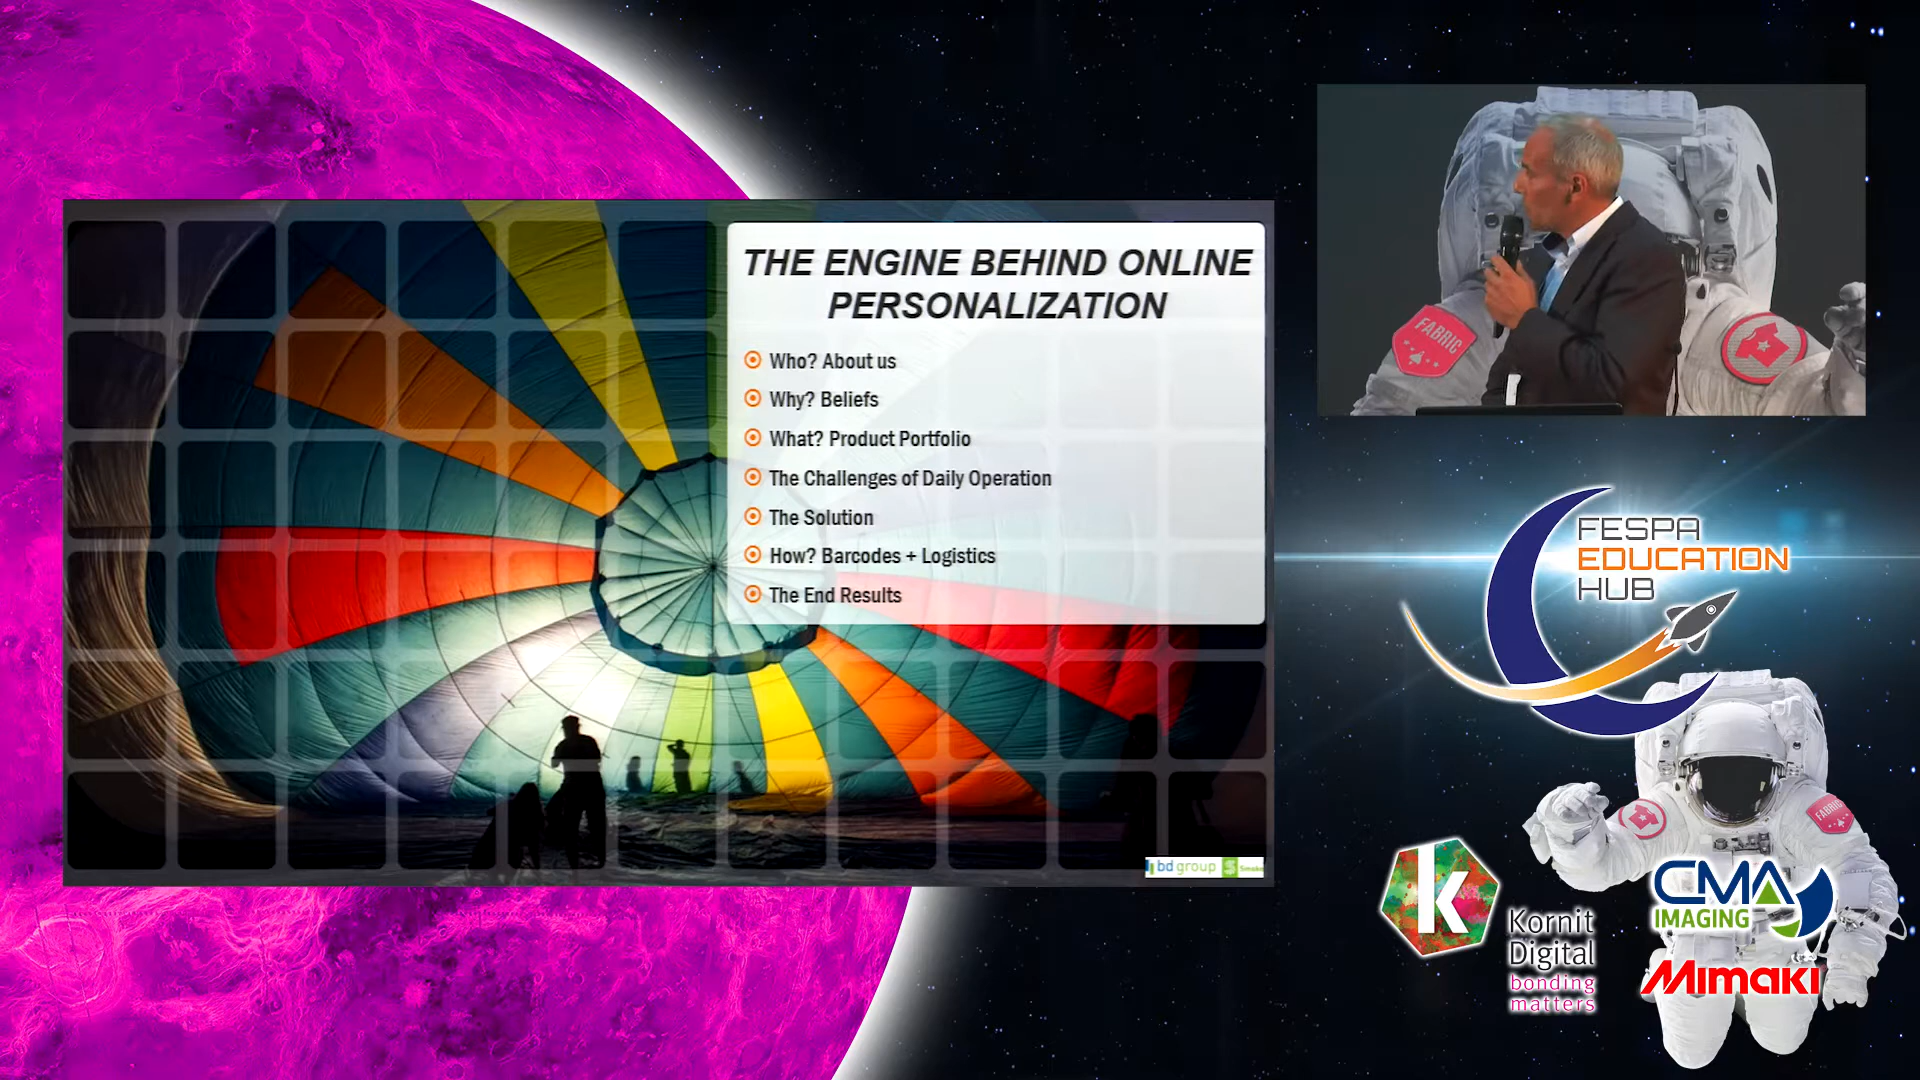 THE ENGINE BEHIND ONLINE
PERSONALIZATION
Who? About us
Why? Beliefs
What? Product Portfolio
The Challenges of Daily Operation
The Solution
How? Barcodes + Logistics
The End Results
bd group
FABRIC
FESPA
EDUCATION
HUB
FABRIC
k
Kornit
Digital
bonding
matters
CMA
IMAGING
Mimaki